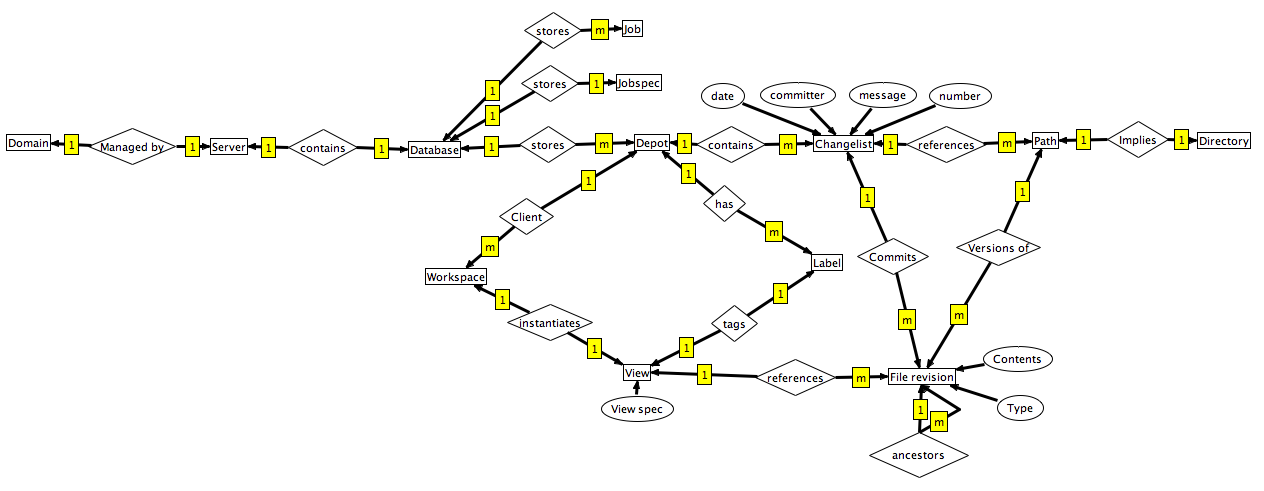 stores
m
Job
1
stores
1
Jobspec
1
date
committer
message
number
Domain
1
Managed by
1
Server
1
contains
1
Database
1
stores
m
Depot
1
contains
m
Changelist
1
references
m
Path
1
Implies
1
Directory
1
Client
m
Workspace
1
has
m
Label
1
Commits
m
1
Versions of
m
1
instantiates
1
1
tags
1
View
View spec
1
references
m
File revision
Contents
Type
1
m
ancestors